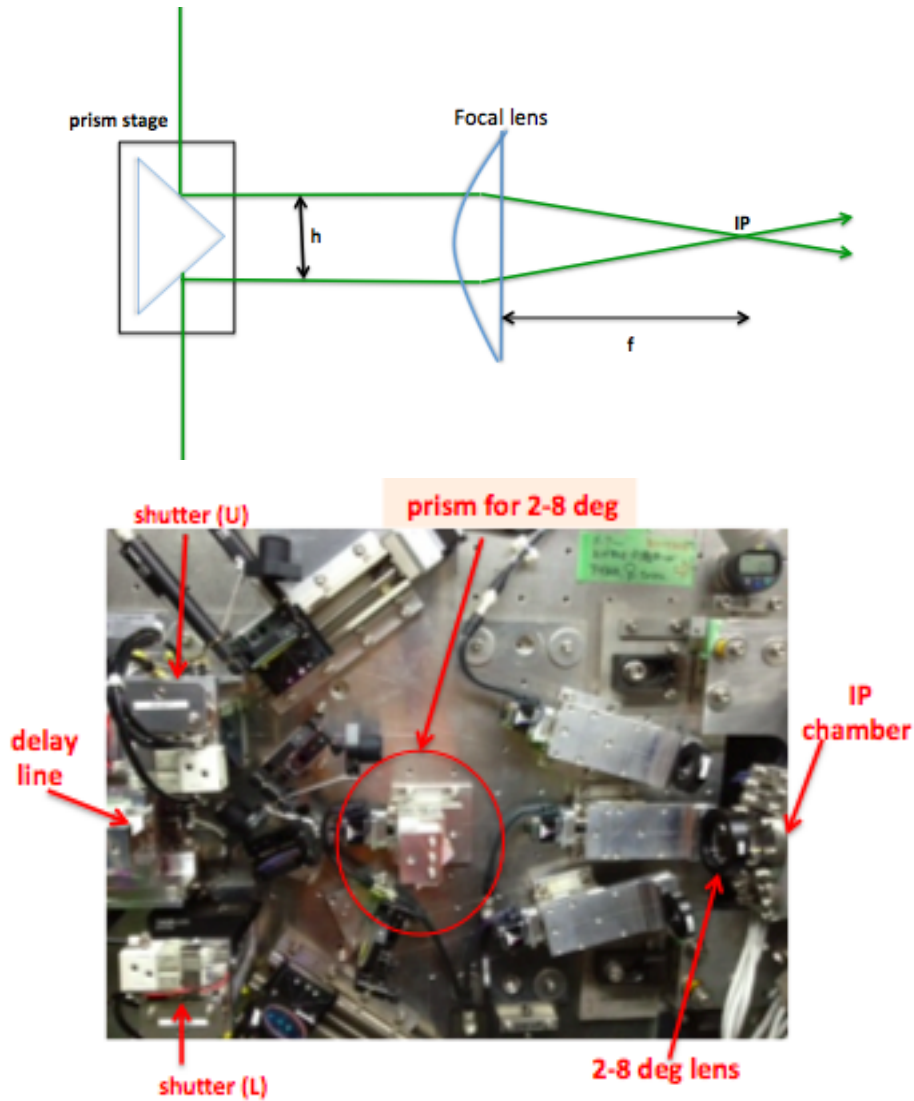 prism stage
Focal lens
h
IP
f
prism for 2-8 deg
shutter (U)
IP
chamber
delay
line
2-8 deg lens
shutter (L)